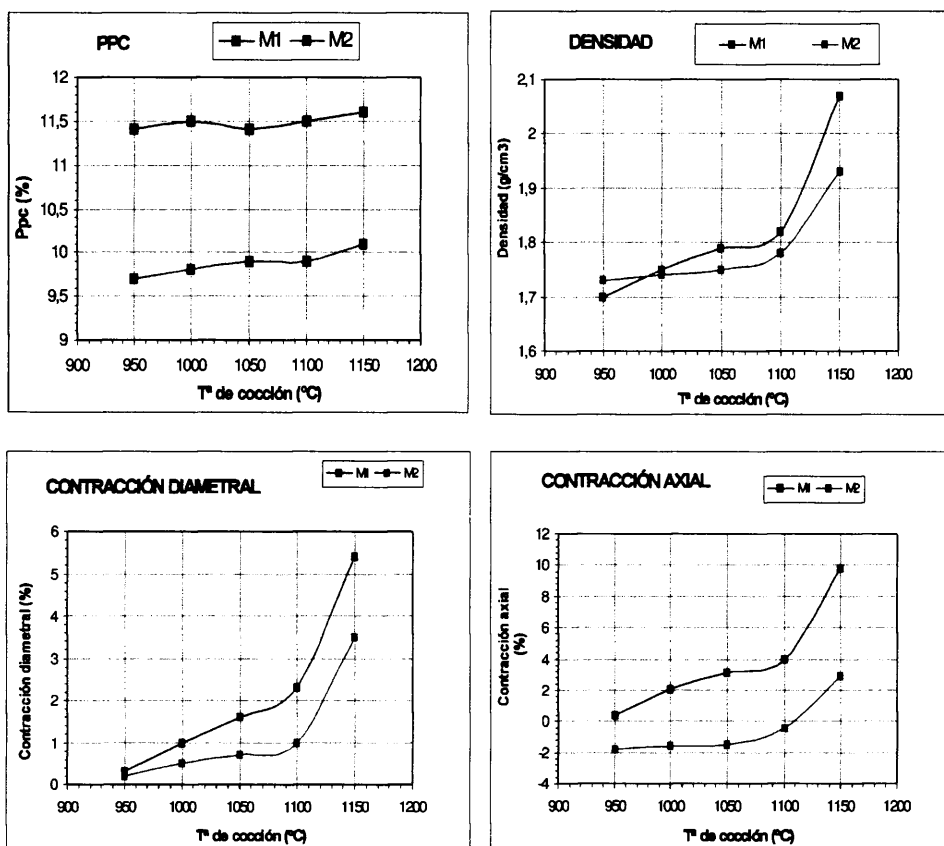 PPC
M1 M2
12
11,5
11
10,5
10
9,5
9
Ppc (%)
900 950 1000 1050 1100 1150 1200
Tª de cocción (ºC)
DENSIDAD
M1 M2
2,1
2
1,9
1,8
1,7
1,6
Densidad (g/cm3)
900 950 1000 1050 1100 1150 1200
Tª de cocción (ºC)
CONTRACCIÓN DIAMETRAL
M1 M2
6
5
4
3
2
1
0
Contracción diametral (%)
900 950 1000 1050 1100 1150 1200
Tª de cocción (ºC)
CONTRACCIÓN AXIAL
M1 M2
12
10
8
6
4
2
0
-2
-4
Contracción axial
(%)
900 950 1000 1050 1100 1150 1200
Tª de cocción (ºC)